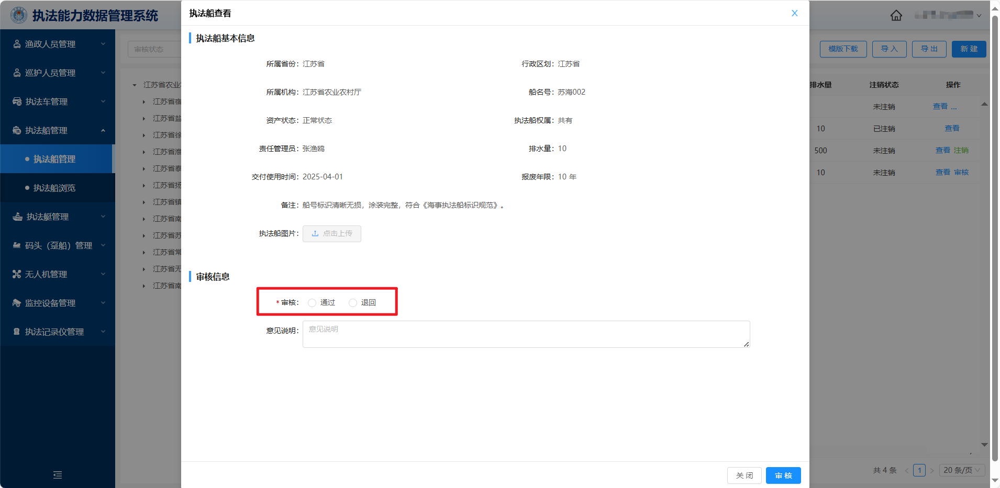 执法能力数据管理系统
渔政人员管理
巡护人员管理
执法车管理
执法船管理
执法船管理
执法船浏览
执法艇管理
码头（趸船）管理
无人机管理
监控设备管理
执法记录仪管理
审核状态
江苏省农业
江苏省宿
江苏省盐
江苏省徐
江苏省淮
江苏省泰
江苏省扬
江苏省镇
江苏省南
江苏省苏
江苏省常
江苏省无
江苏省南
执法船查看
执法船基本信息
所属省份： 江苏省 行政区划： 江苏省
所属机构： 江苏省农业农村厅 船名号： 苏海002
资产状态： 正常状态 执法船权属： 共有
责任管理员： 张渔鸥 排水量： 10
交付使用时间： 2025-04-01 报废年限： 10 年
备注： 船号标识清晰无损，涂装完整，符合《海事执法船标识规范》。
执法船图片： 点击上传
审核信息
*审核： 通过 退回
意见说明： 意见说明
关闭 审核
模版下载 导入 导出 新建
排水量 注销状态 操作
未注销 查看 ...
10 已注销 查看
500 未注销 查看 注销
10 未注销 查看 审核
共 4 条 1 20 条/页